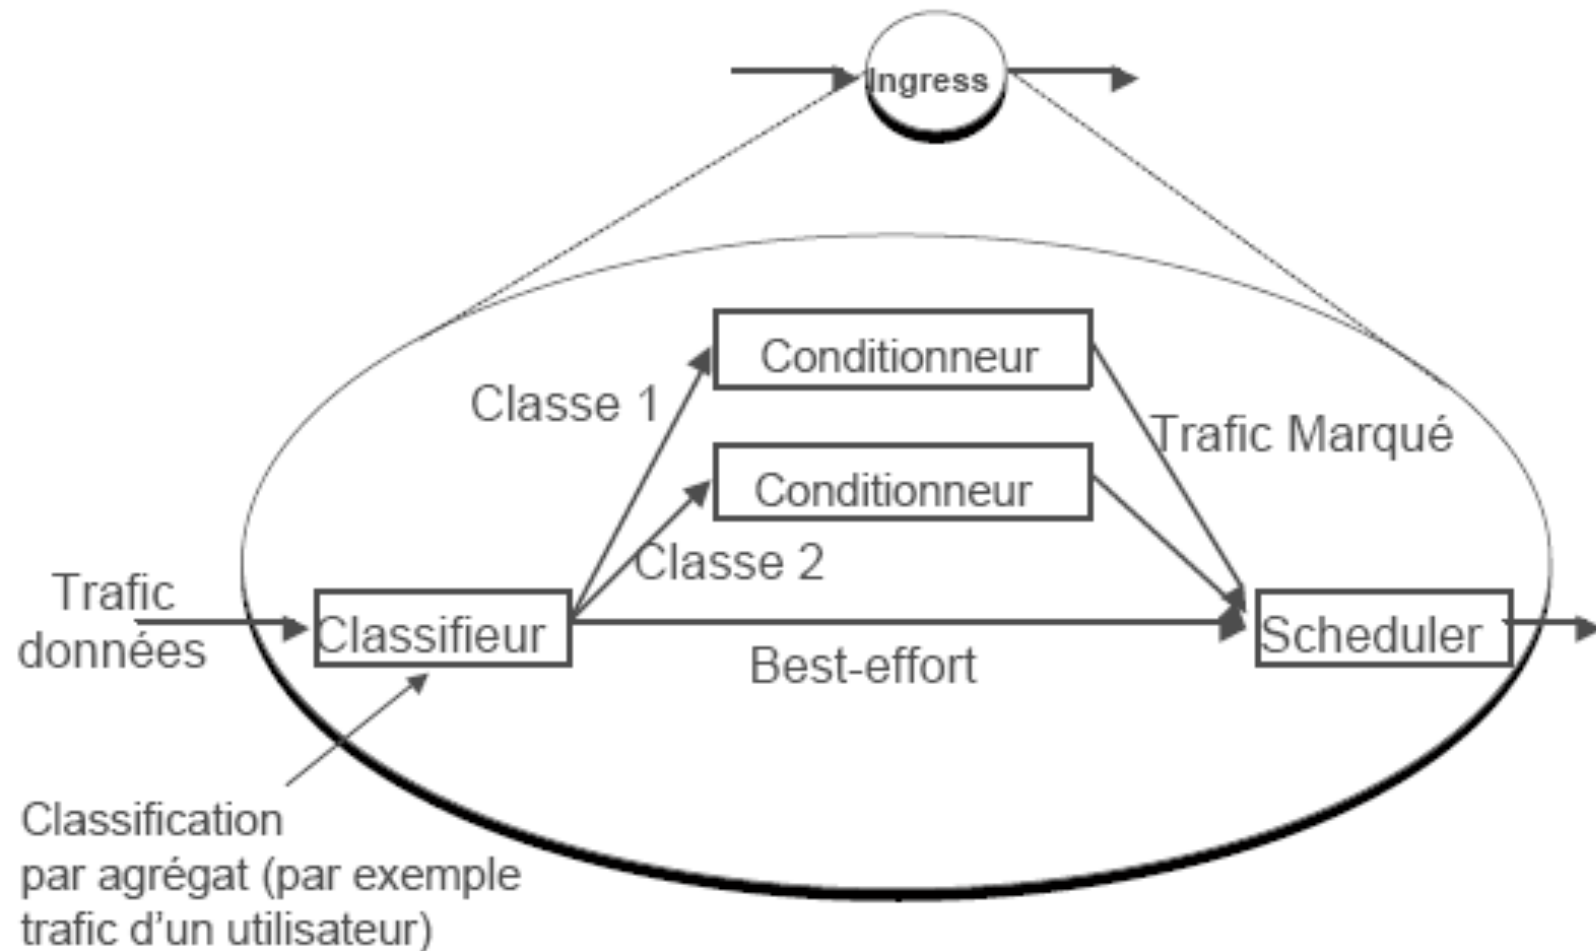 Ingress
Conditionneur
Classe 1
Trafic Marqué
Conditionneur
Classe 2
Trafic
données
Classifieur
Scheduler
Best-effort
Classification
par agrégat (par exemple
trafic d'un utilisateur)